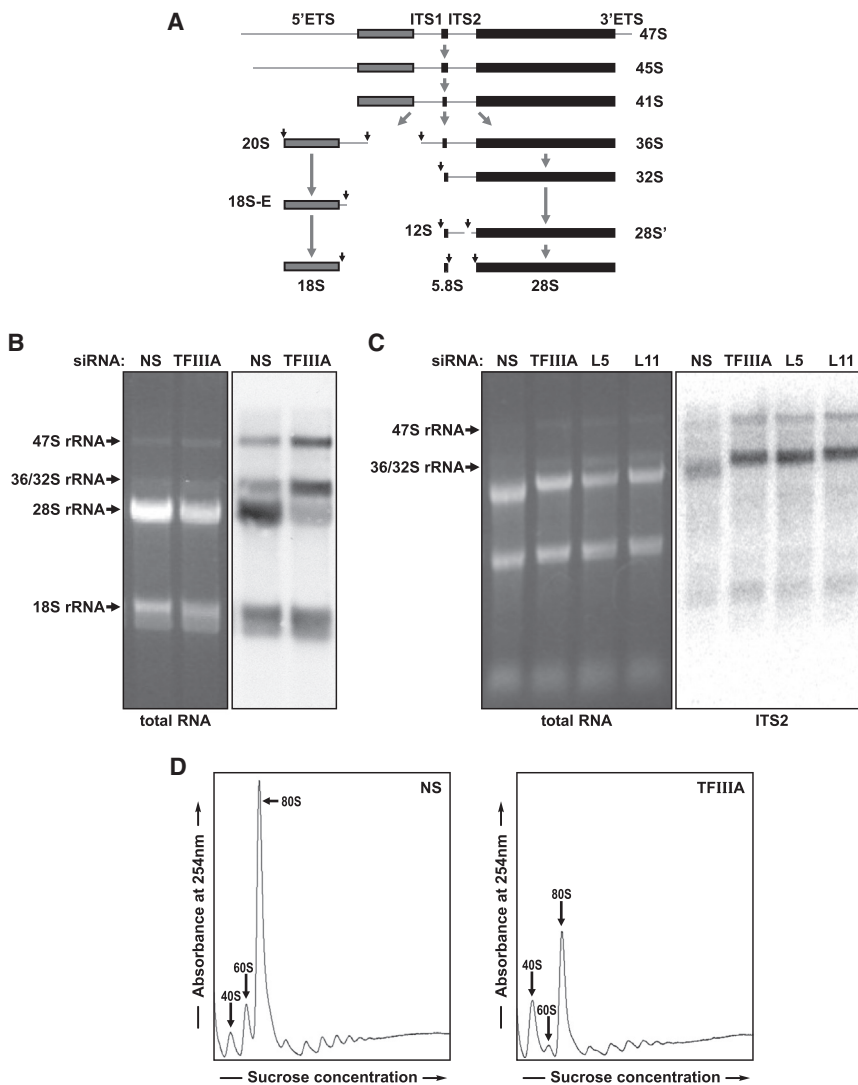 A
5'ETS ITS1 ITS2 3'ETS
47S
45S
41S
20S 36S
32S
18S-E
12S 28S'
18S 5.8S 28S
B
siRNA: NS TFIIIA NS TFIIIA
47S rRNA
36/32S rRNA
28S rRNA
18S rRNA
total RNA
C
siRNA: NS TFIIIA L5 L11 NS TFIIIA L5 L11
47S rRNA
36/32S rRNA
total RNA ITS2
D
NS
80S
60S
40S
Absorbance at 254nm
Sucrose concentration
TFIIIA
80S
40S
60S
Absorbance at 254nm
Sucrose concentration